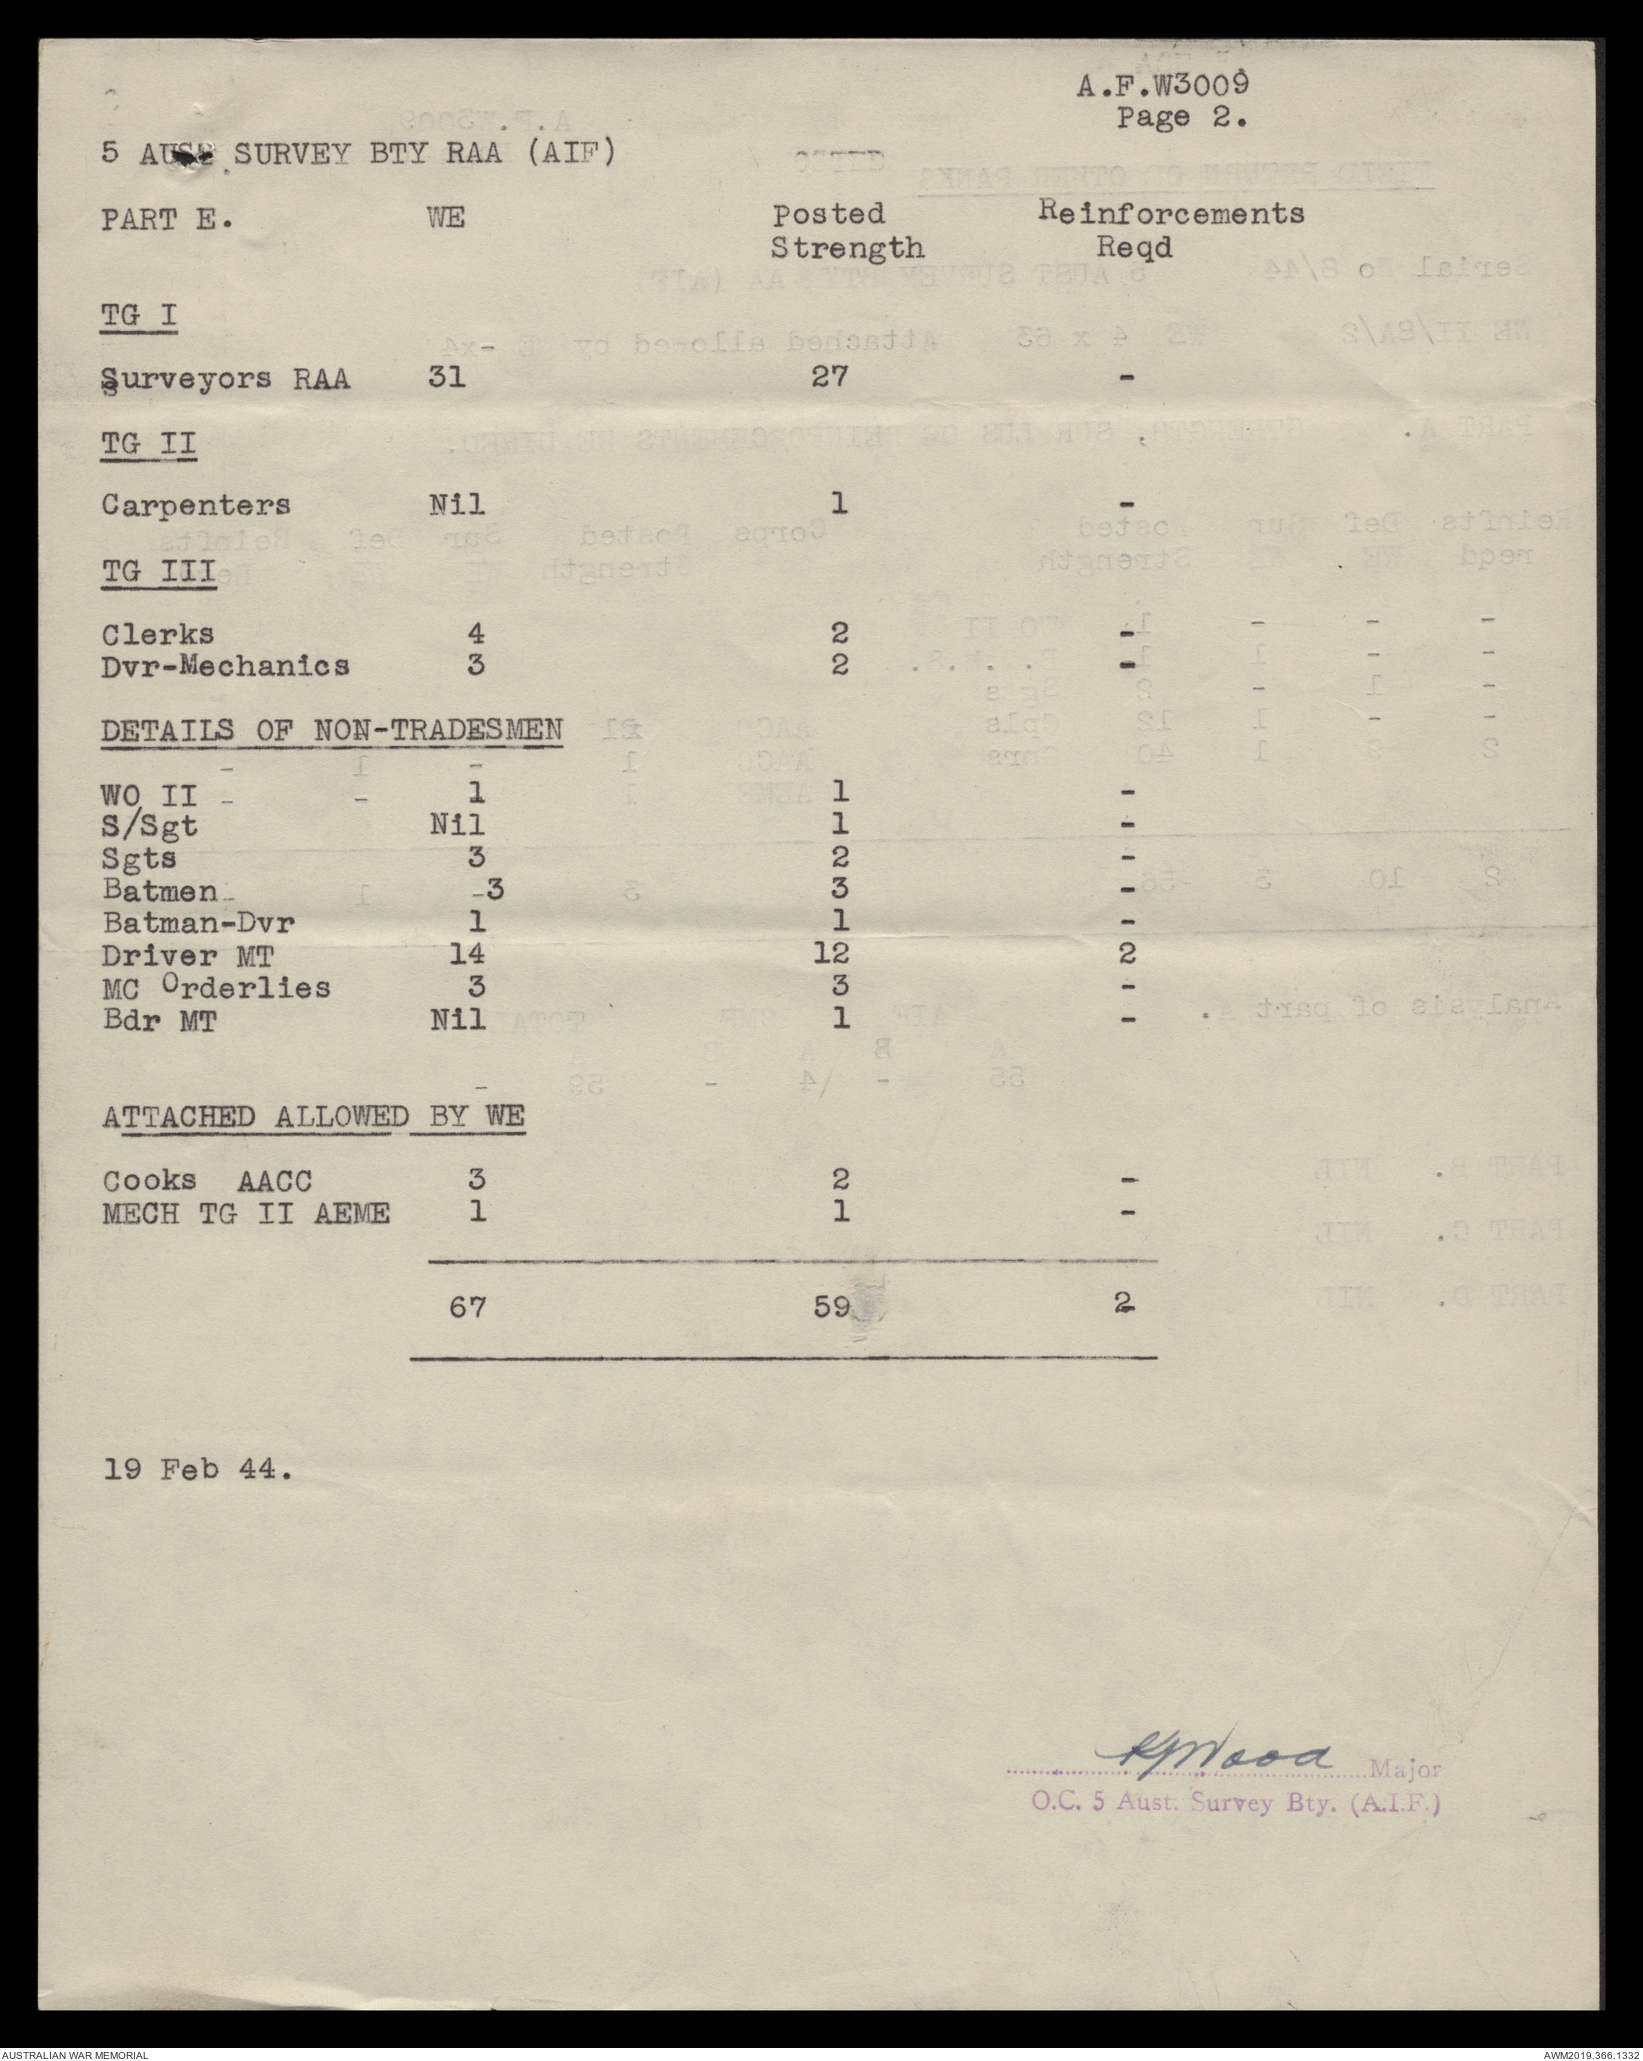 A.F.W3009
Page 2.
5 AUST SURVEY BTY RAA (AIF)
PART E. WE Posted Reinforcements
Strength Reqd
TG I
Surveyors RAA 31 27 -
TG II
Carpenters Nil 1 -
TG III
Clerks 4 2 -
Dvr-Mechanics 3 2 -
DETAILS OF NON-TRADESMEN
WO II 1 1 -
S/Sgt Nil 1 -
Sgts 3 2 -
Batmen 3 3 -
Batman-Dvr 1 1 -
Driver MT 14 12 2
MC Orderlies 3 3 -
Bdr MT Nil 1 -
ATTACHED ALLOWED BY WE
Cooks AACC 3 2 -
MECH TG II AEME 1 1 -
67 59 2
19 Feb 44.
Wood Major
O.C. 5 Aust. Survey Bty. (A.I.F.)
AUSTRALIAN WAR MEMORIAL AWM2019.366.1332